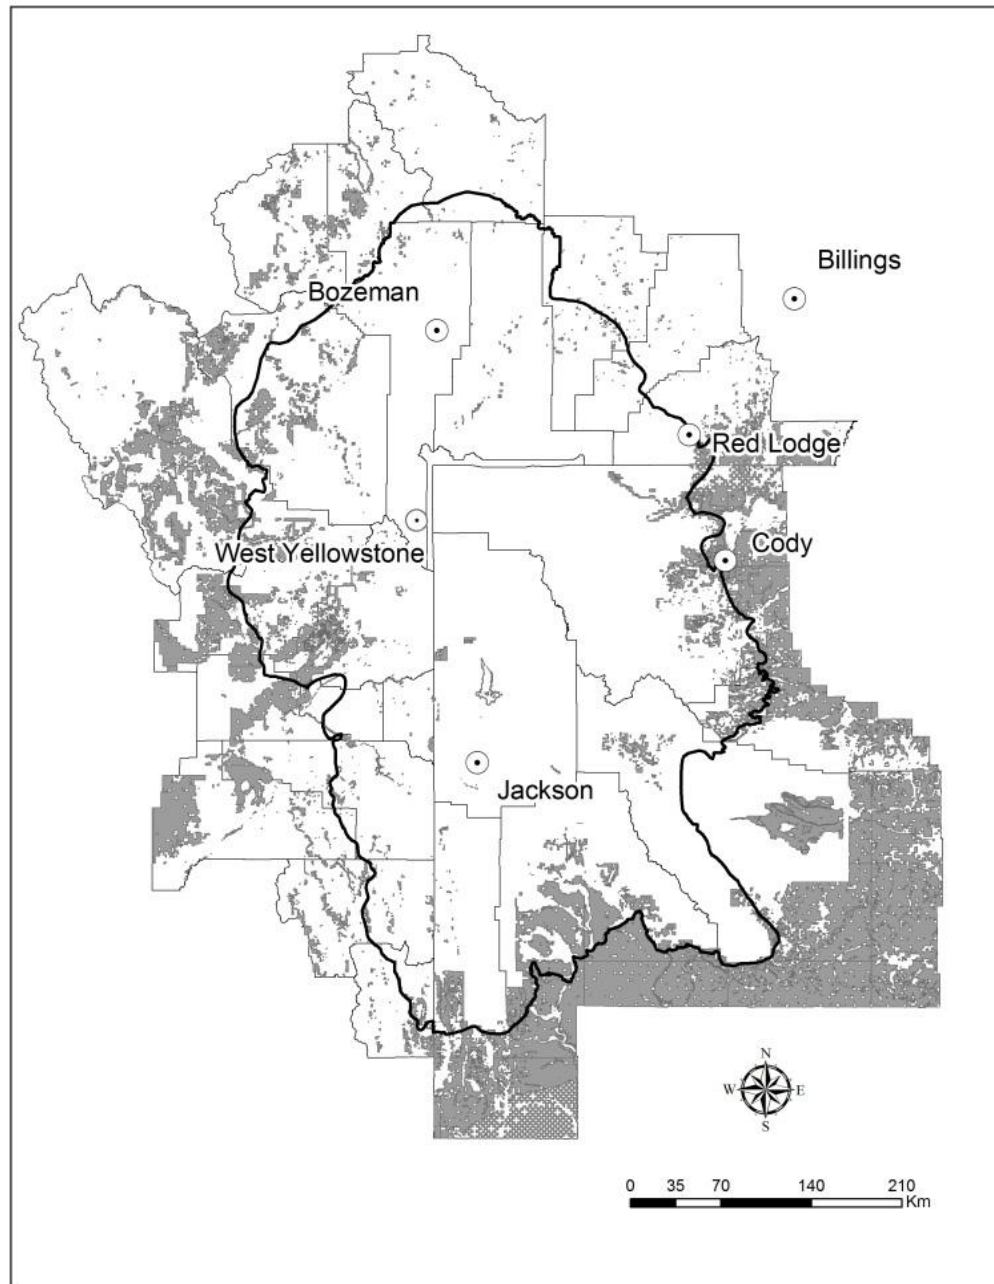 Billings
Bozeman
Red Lodge
Cody
West Yellowstone
Jackson
N
W E
S
0 35 70 140 210
Km